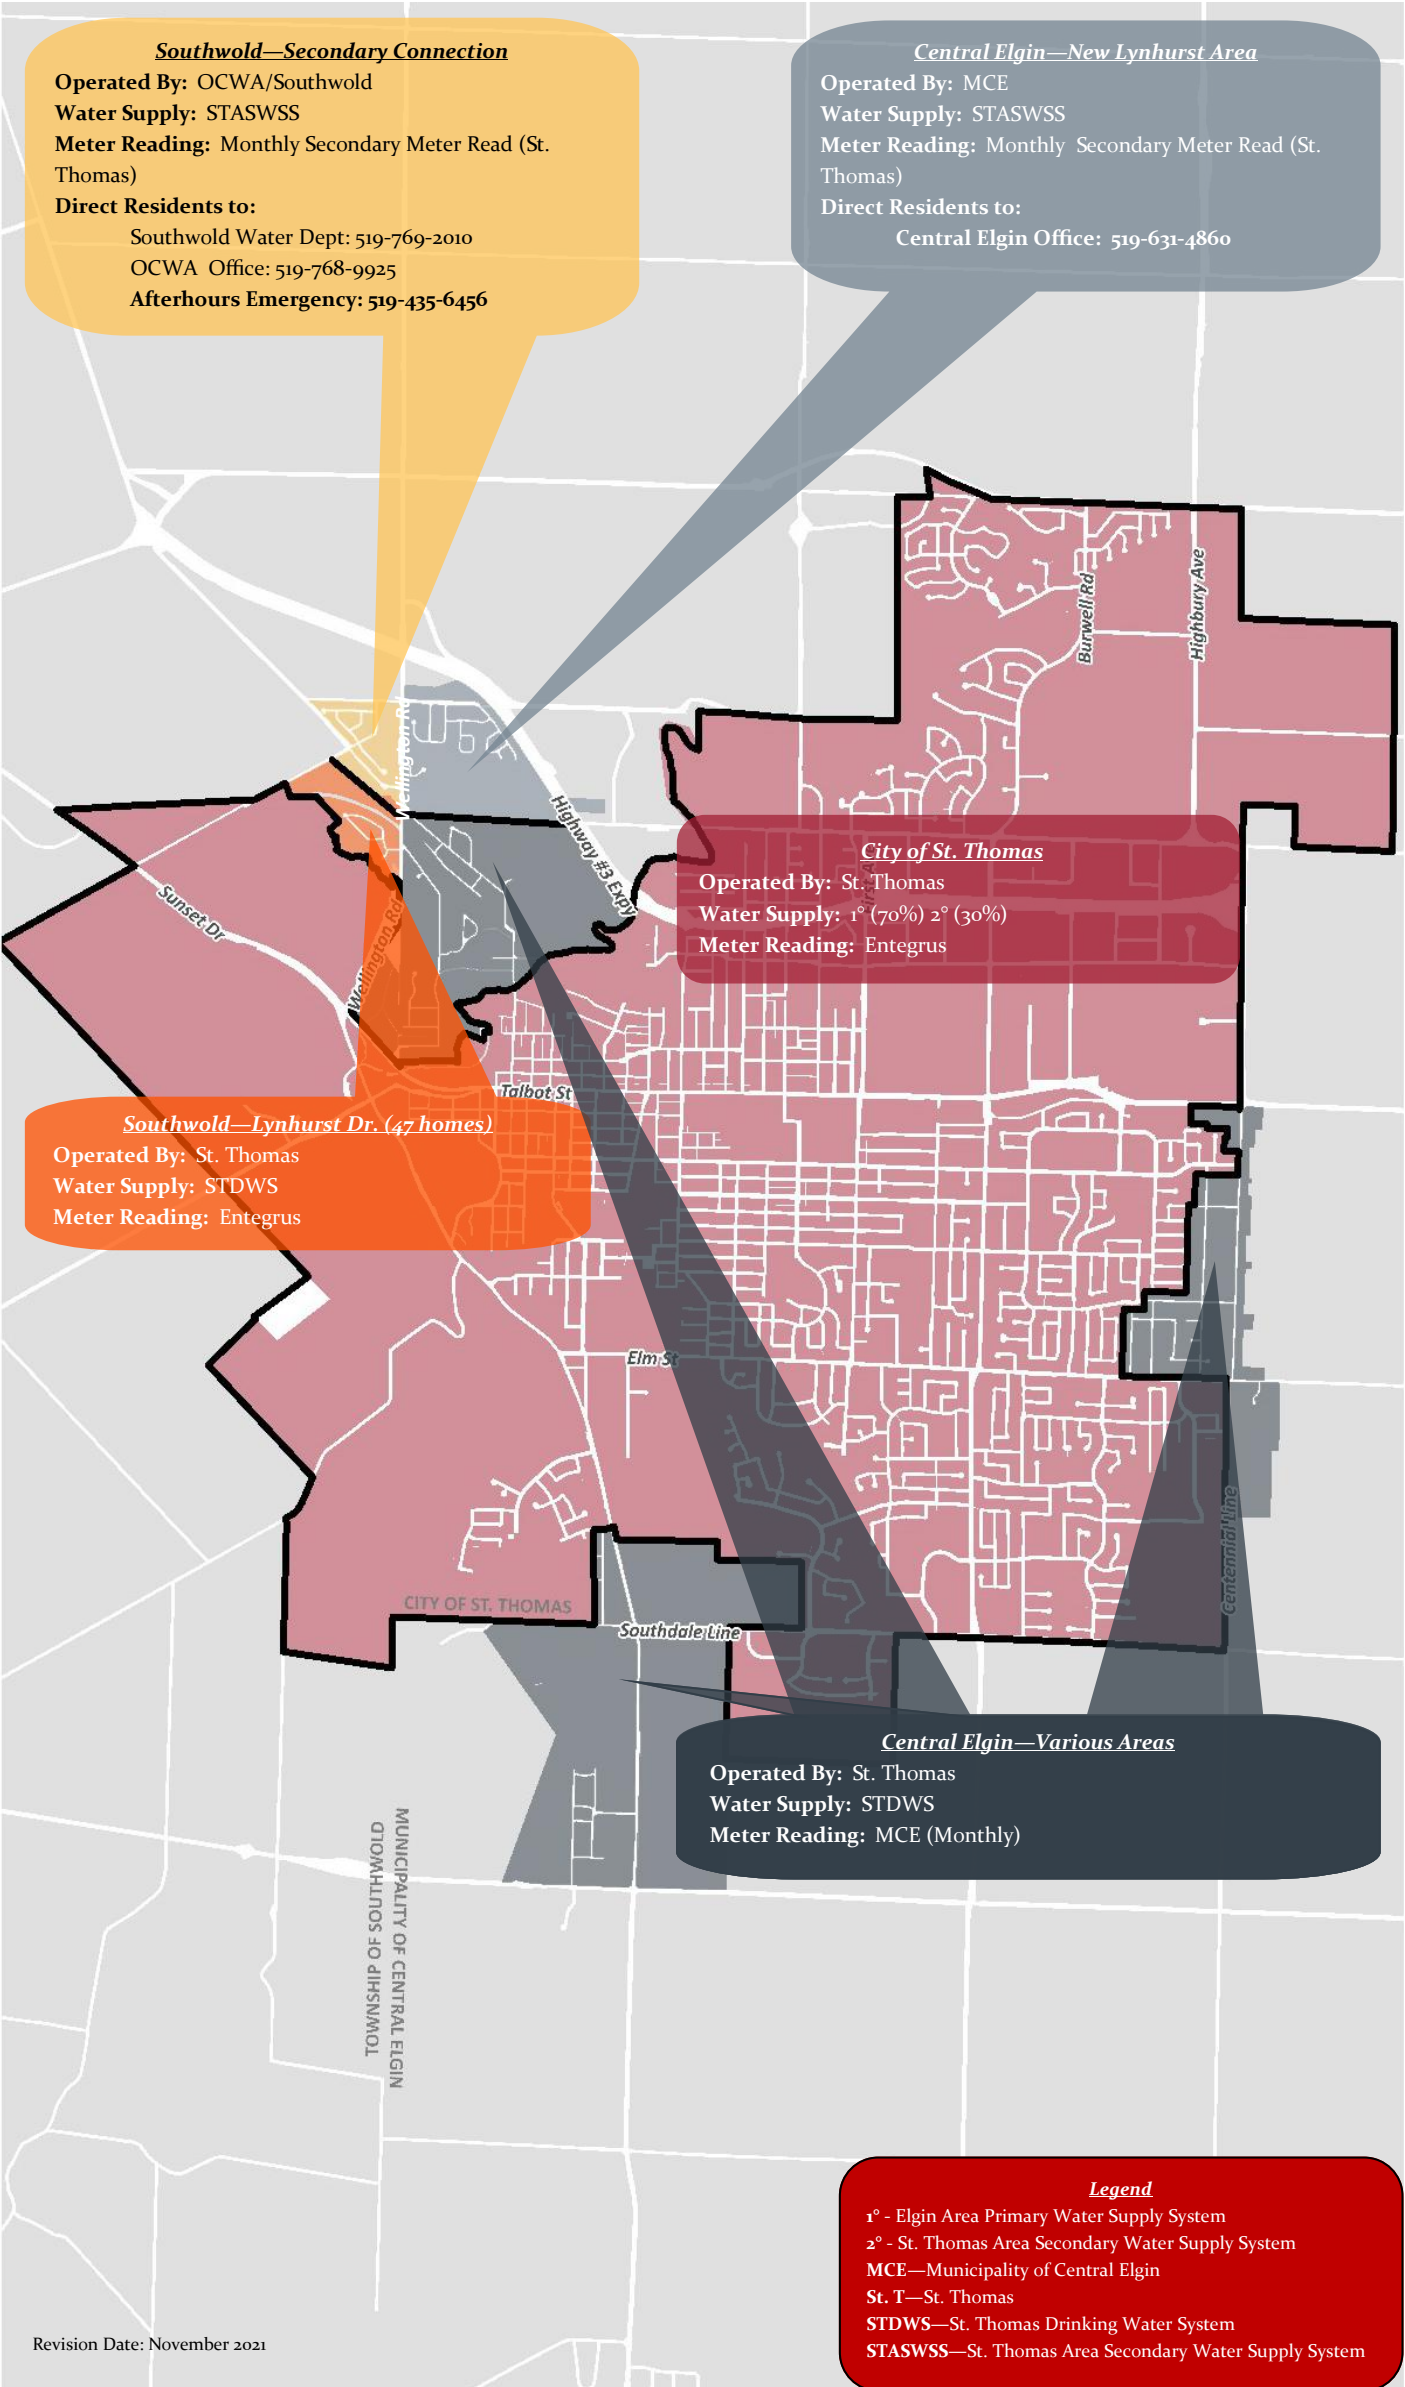 Southwold—Secondary Connection
Operated By: OCWA/Southwold
Water Supply: STASWSS
Meter Reading: Monthly Secondary Meter Read (St.
Thomas)
Direct Residents to:
Southwold Water Dept: 519-769-2010
OCWA Office: 519-768-9925
Afterhours Emergency: 519-435-6456
Central Elgin—New Lynhurst Area
Operated By: MCE
Water Supply: STASWSS
Meter Reading: Monthly Secondary Meter Read (St.
Thomas)
Direct Residents to:
Central Elgin Office: 519-631-4860
Burwell Rd
Highbury Ave
Wellington Rd
Highway #3 Expy
Sunset Dr
Wellington Rd
City of St. Thomas
Operated By: St. Thomas
Water Supply: 1° (70%) 2° (30%)
Meter Reading: Entegrus
Talbot St
Southwold—Lynhurst Dr. (47 homes)
Operated By: St. Thomas
Water Supply: STDWS
Meter Reading: Entegrus
Elm St
Centennial Line
CITY OF ST. THOMAS
Southdale Line
Central Elgin—Various Areas
Operated By: St. Thomas
Water Supply: STDWS
Meter Reading: MCE (Monthly)
MUNICIPALITY OF CENTRAL ELGIN
TOWNSHIP OF SOUTHWOLD
Legend
1° - Elgin Area Primary Water Supply System
2° - St. Thomas Area Secondary Water Supply System
MCE—Municipality of Central Elgin
St. T—St. Thomas
STDWS—St. Thomas Drinking Water System
STASWSS—St. Thomas Area Secondary Water Supply System
Revision Date: November 2021